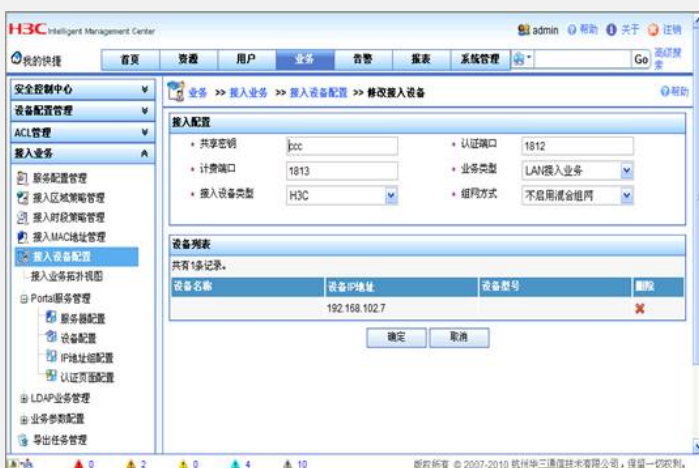 H3C Intelligent Management Center
admin 帮助 关于 注销
我的快捷 首页 资源 用户 业务 告警 报表 系统管理 Go 高级搜索
安全控制中心
设备配置管理
ACL管理
接入业务
服务配置管理
接入区域策略管理
接入时段策略管理
接入MAC地址管理
接入设备配置
接入业务拓扑视图
Portal服务管理
服务器配置
设备配置
IP地址组配置
认证页面配置
LDAP业务管理
业务参数配置
导出任务管理
业务 >> 接入业务 >> 接入设备配置 >> 修改接入设备 帮助
接入配置
* 共享密钥 ccc * 认证端口 1812
* 计费端口 1813 * 业务类型 LAN接入业务
* 接入设备类型 H3C * 组网方式 不启用混合组网
设备列表
共有1条记录。
设备名称 设备IP地址 设备型号 删除
192.168.102.7
确定 取消
0 2 0 4 10 版权所有 © 2007-2010 杭州华三通信技术有限公司，保留一切权利。